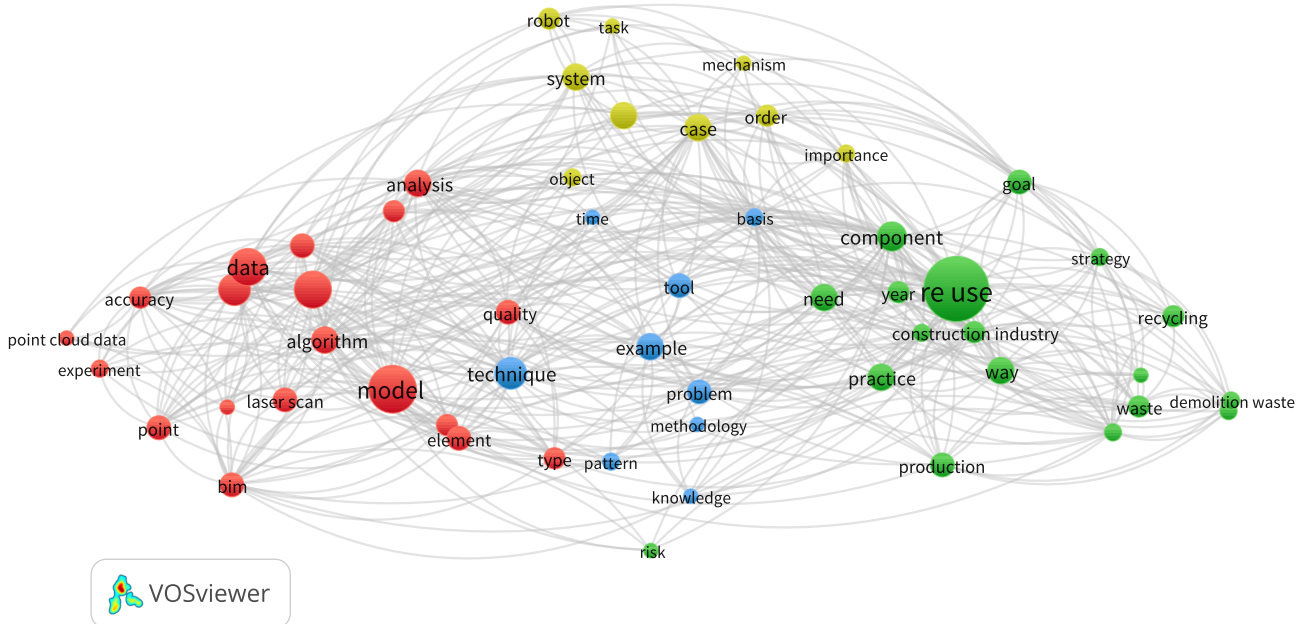 robot
task
mechanism
system
order
case
importance
object
analysis
goal
time
basis
component
strategy
data
tool
accuracy
need
year
re use
quality
recycling
point cloud data
algorithm
construction industry
example
experiment
technique
way
practice
model
problem
laser scan
waste
demolition waste
point
methodology
element
type
pattern
production
bim
knowledge
risk
VOSviewer